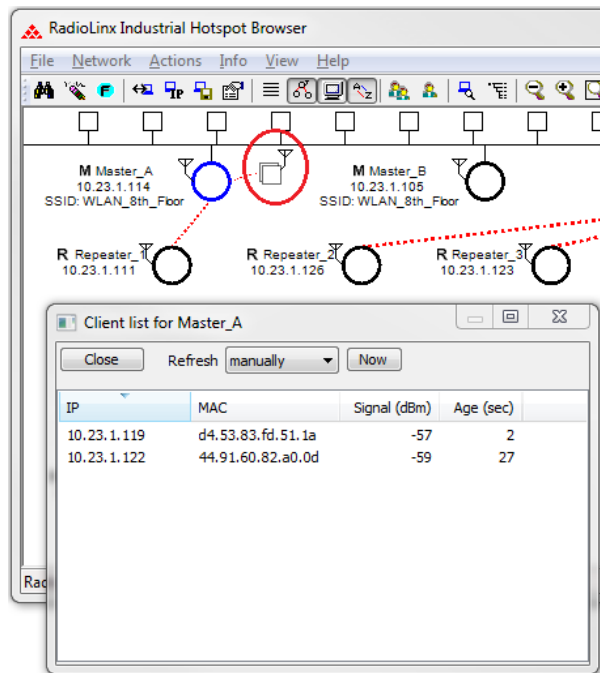 RadioLinx Industrial Hotspot Browser
File Network Actions Info View Help
F IP A Z
M Master_A
10.23.1.114
SSID: WLAN_8th_Floor
M Master_B
10.23.1.105
SSID: WLAN_8th_Floor
R Repeater_1
10.23.1.111
R Repeater_2
10.23.1.126
R Repeater_3
10.23.1.123
Client list for Master_A
Close Refresh manually Now
IP MAC Signal (dBm) Age (sec)
10.23.1.119 d4.53.83.fd.51.1a -57 2
10.23.1.122 44.91.60.82.a0.0d -59 27
Rad